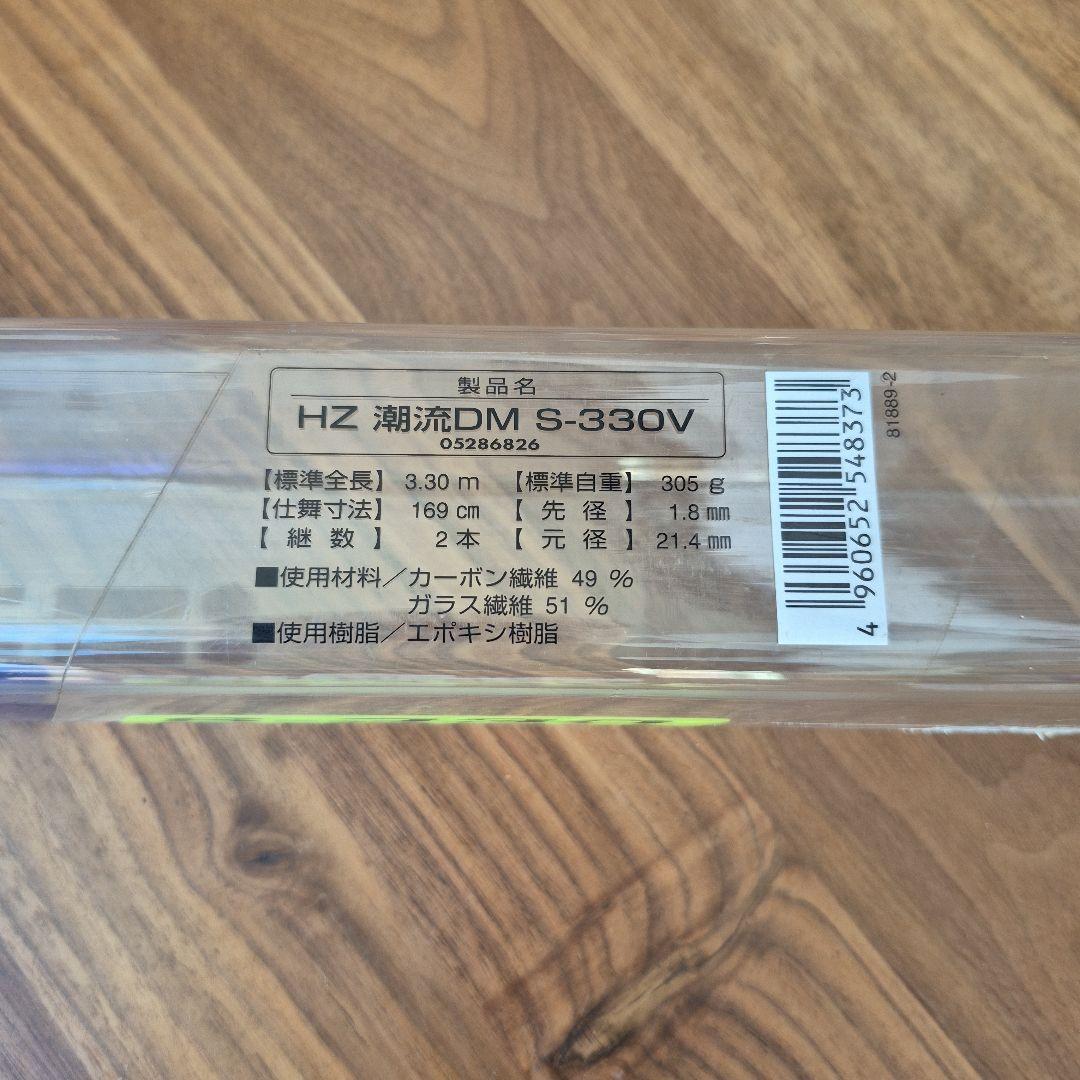 製品名
HZ 潮流DM S-330V
05286826
【標準全長】 3.30 m 【標準自重】 305 g
【仕舞寸法】 169 cm 【先径】 1.8 mm
【継数】 2本 【元径】 21.4 mm
■使用材料／カーボン繊維 49 %
ガラス繊維 51 %
■使用樹脂／エポキシ樹脂
4 960652 548373
81889-2